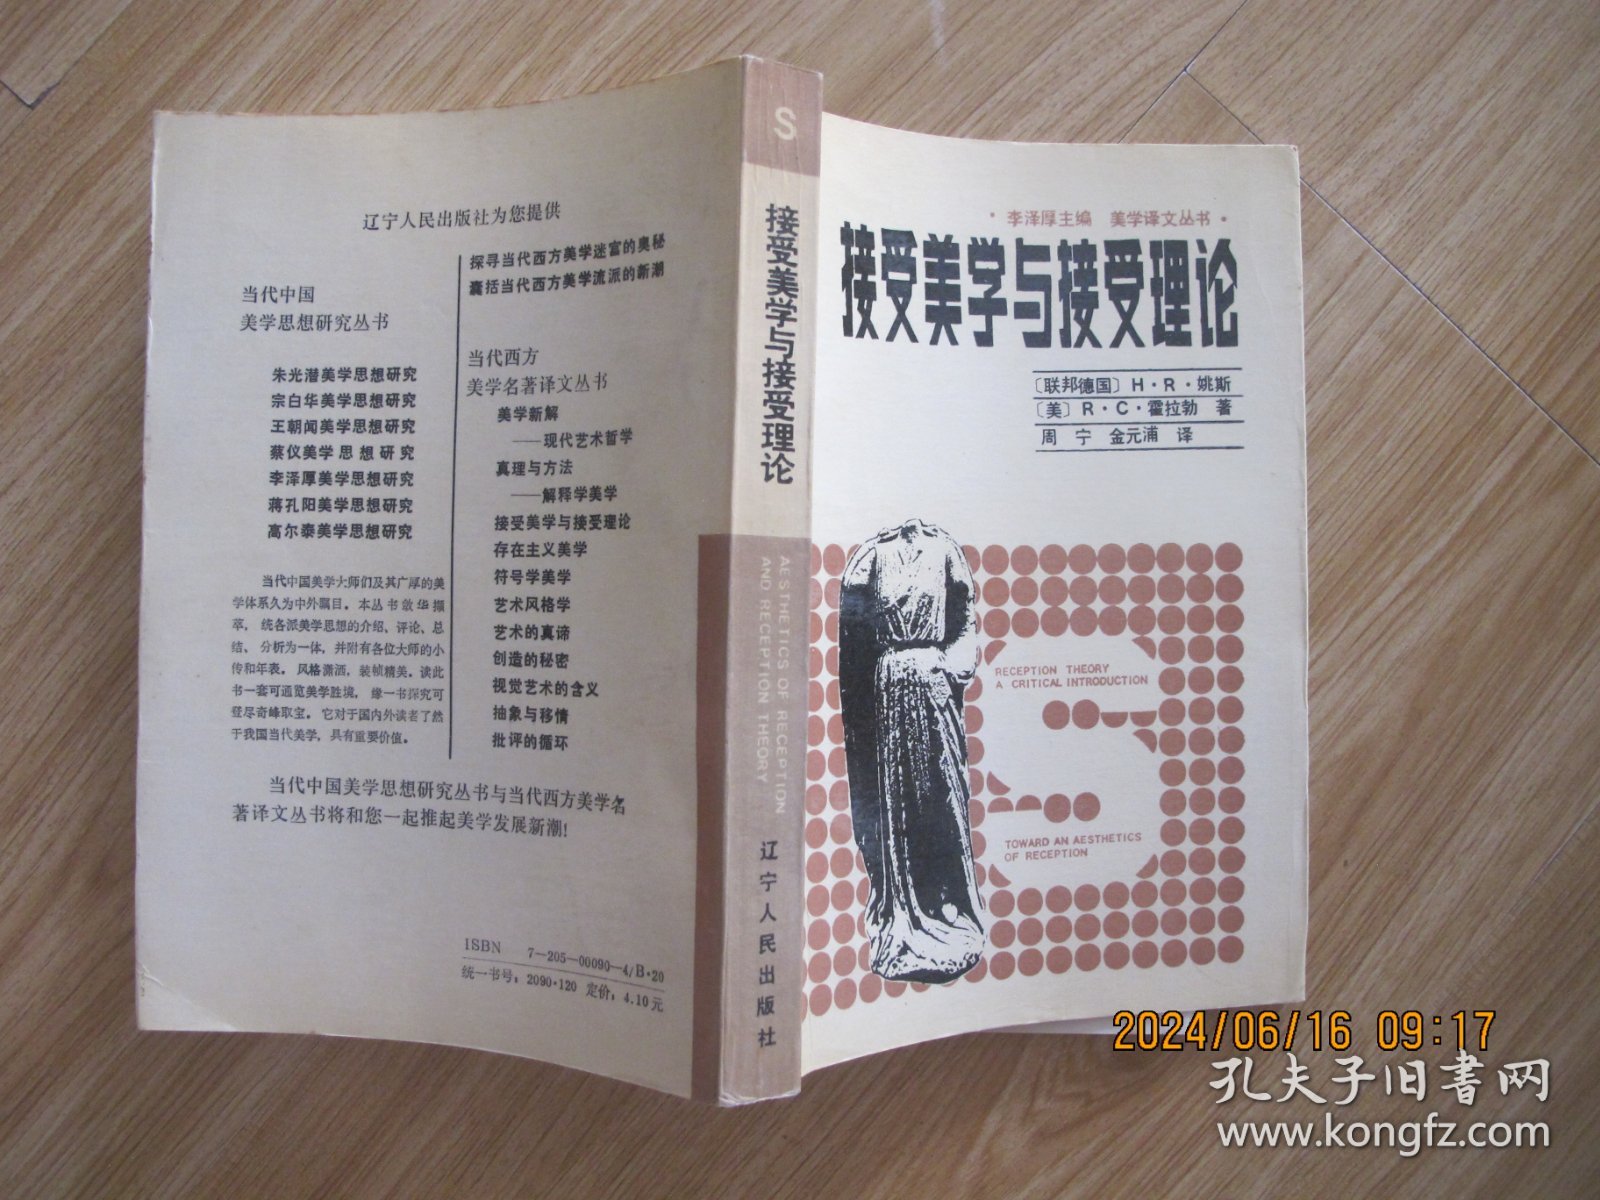 辽宁人民出版社为您提供
当代中国
美学思想研究丛书
朱光潜美学思想研究
宗白华美学思想研究
王朝闻美学思想研究
蔡仪美学思想研究
李泽厚美学思想研究
蒋孔阳美学思想研究
高尔泰美学思想研究
当代中国美学大师们及其广厚的美
学体系久为中外瞩目。本丛书敛华撷
萃，统各派美学思想的介绍、评论、总
结、分析为一体，并附有各位大师的小
传和年表。风格潇洒，装帧精美。读此
书一套可通览美学胜境，缘一书探究可
登尽奇峰取宝。它对于国内外读者了然
于我国当代美学，具有重要价值。
探寻当代西方美学迷富的奥秘
囊括当代西方美学流派的新潮
当代西方
美学名著译文丛书
美学新解
——现代艺术哲学
真理与方法
——解释学美学
接受美学与接受理论
存在主义美学
符号学美学
艺术风格学
艺术的真谛
创造的秘密
视觉艺术的含义
抽象与移情
批评的循环
当代中国美学思想研究丛书与当代西方美学名
著译文丛书将和您一起推起美学发展新潮！
ISBN 7—205—00090—4/B·20
统一书号：2090·120 定价：4.10元
S
接受美学与接受理论
AESTHETICS OF RECEPTION
AND RECEPTION THEORY
辽宁人民出版社
·李泽厚主编 美学译文丛书·
接受美学与接受理论
〔联邦德国〕H·R·姚斯
〔美〕R·C·霍拉勃 著
周宁 金元浦 译
RECEPTION THEORY
A CRITICAL INTRODUCTION
TOWARD AN AESTHETICS
OF RECEPTION
2024/06/16 09:17
孔夫子旧书网
www.kongfz.com